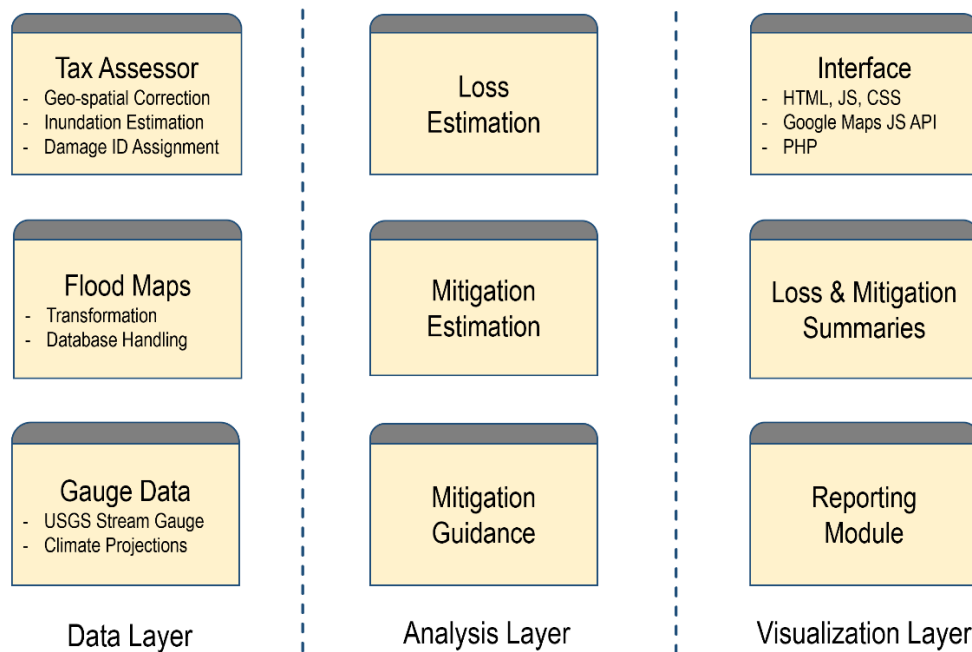 Tax Assessor
- Geo-spatial Correction
- Inundation Estimation
- Damage ID Assignment
Flood Maps
- Transformation
- Database Handling
Gauge Data
- USGS Stream Gauge
- Climate Projections
Data Layer
Loss
Estimation
Mitigation
Estimation
Mitigation
Guidance
Analysis Layer
Interface
- HTML, JS, CSS
- Google Maps JS API
- PHP
Loss & Mitigation
Summaries
Reporting
Module
Visualization Layer